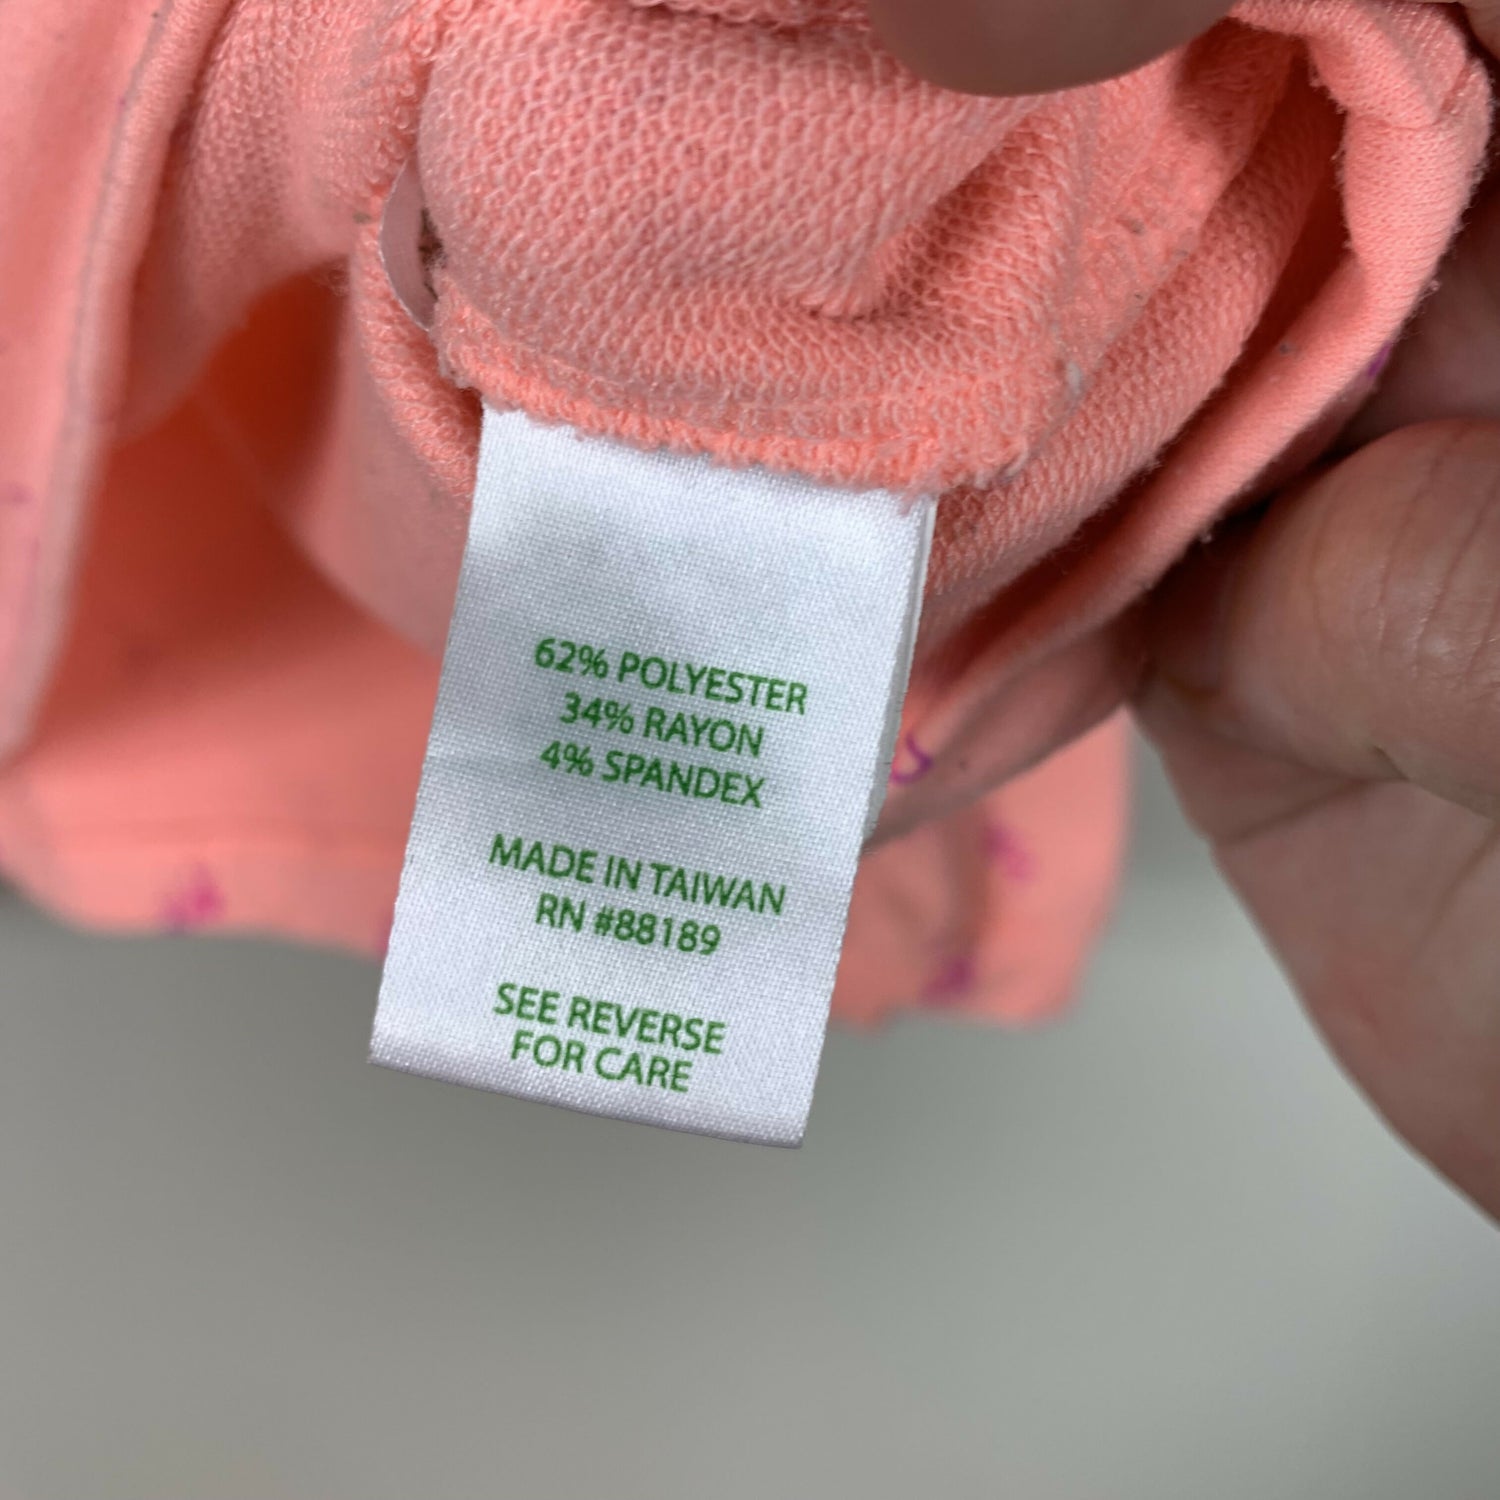 62% POLYESTER
34% RAYON
4% SPANDEX
MADE IN TAIWAN
RN #88189
SEE REVERSE
FOR CARE